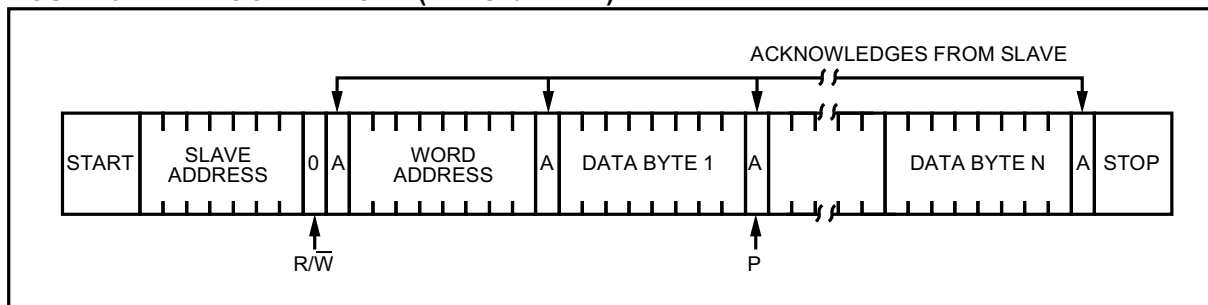 ACKNOWLEDGES FROM SLAVE
START
SLAVE
ADDRESS
0
A
WORD
ADDRESS
A
DATA BYTE 1
A
DATA BYTE N
A
STOP
R/W̅
P